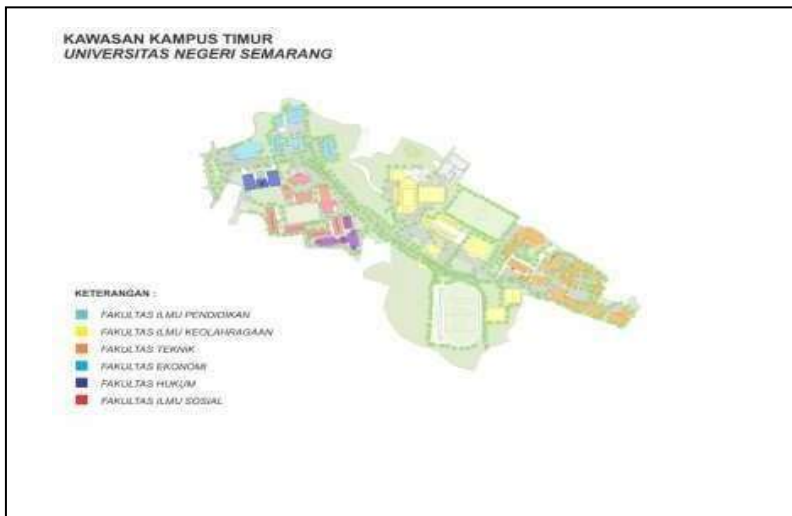 KAWASAN KAMPUS TIMUR
UNIVERSITAS NEGERI SEMARANG
KETERANGAN :
FAKULTAS ILMU PENDIDIKAN
FAKULTAS ILMU KEOLAHRAGAAN
FAKULTAS TEKNIK
FAKULTAS EKONOMI
FAKULTAS HUKUM
FAKULTAS ILMU SOSIAL